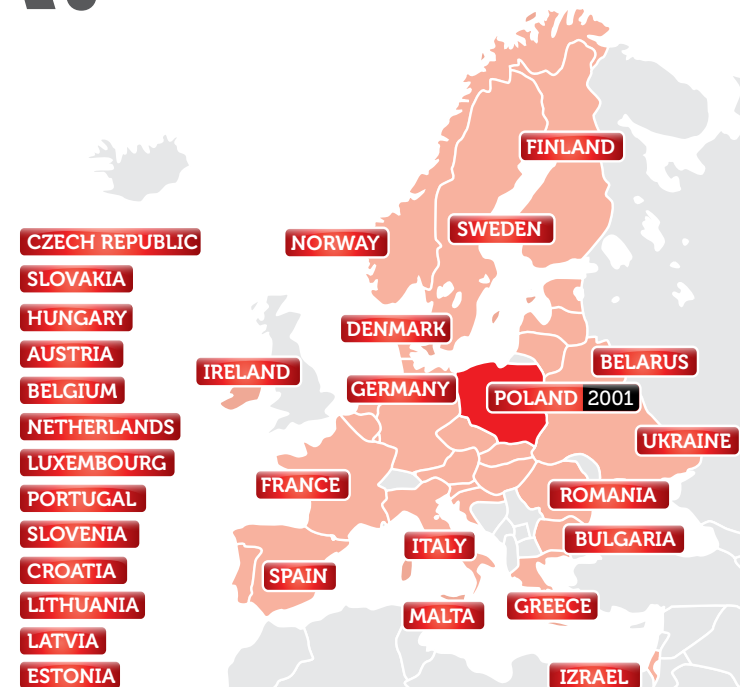 FINLAND
SWEDEN
NORWAY
CZECH REPUBLIC
SLOVAKIA
HUNGARY
AUSTRIA
BELGIUM
NETHERLANDS
LUXEMBOURG
PORTUGAL
SLOVENIA
CROATIA
LITHUANIA
LATVIA
ESTONIA
DENMARK
IRELAND
BELARUS
GERMANY
POLAND 2001
UKRAINE
FRANCE
ROMANIA
BULGARIA
ITALY
SPAIN
MALTA
GREECE
IZRAEL